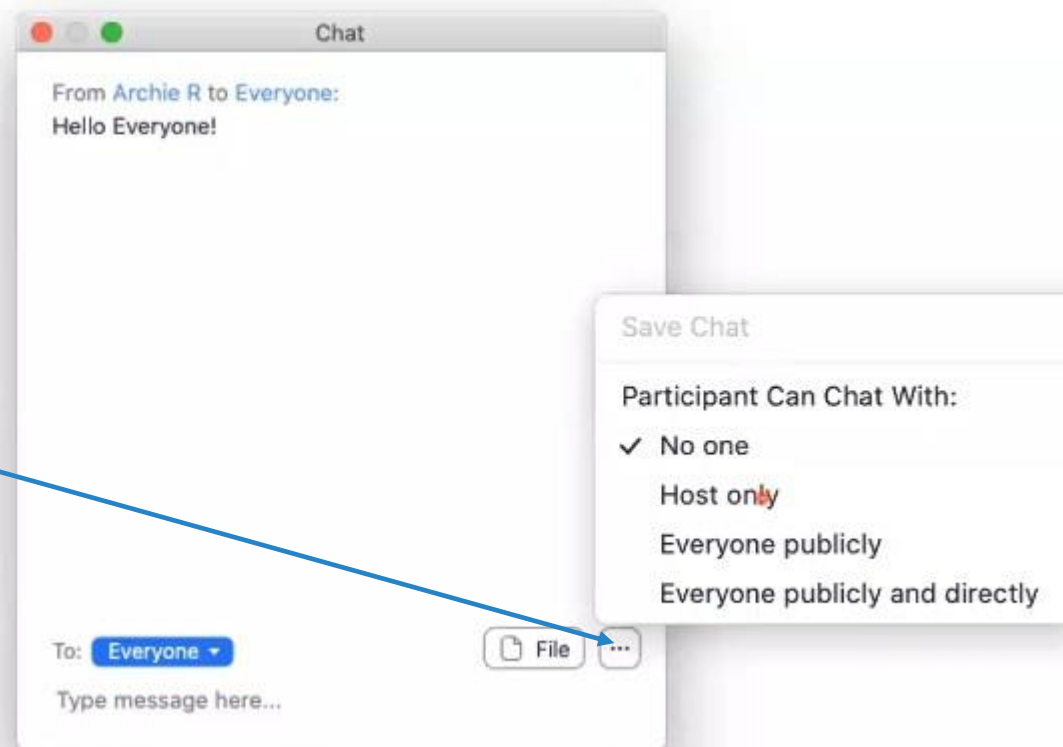 Chat
From Archie R to Everyone:
Hello Everyone!
Save Chat
Participant Can Chat With:
✓ No one
Host only
Everyone publicly
Everyone publicly and directly
To: Everyone File ...
Type message here...